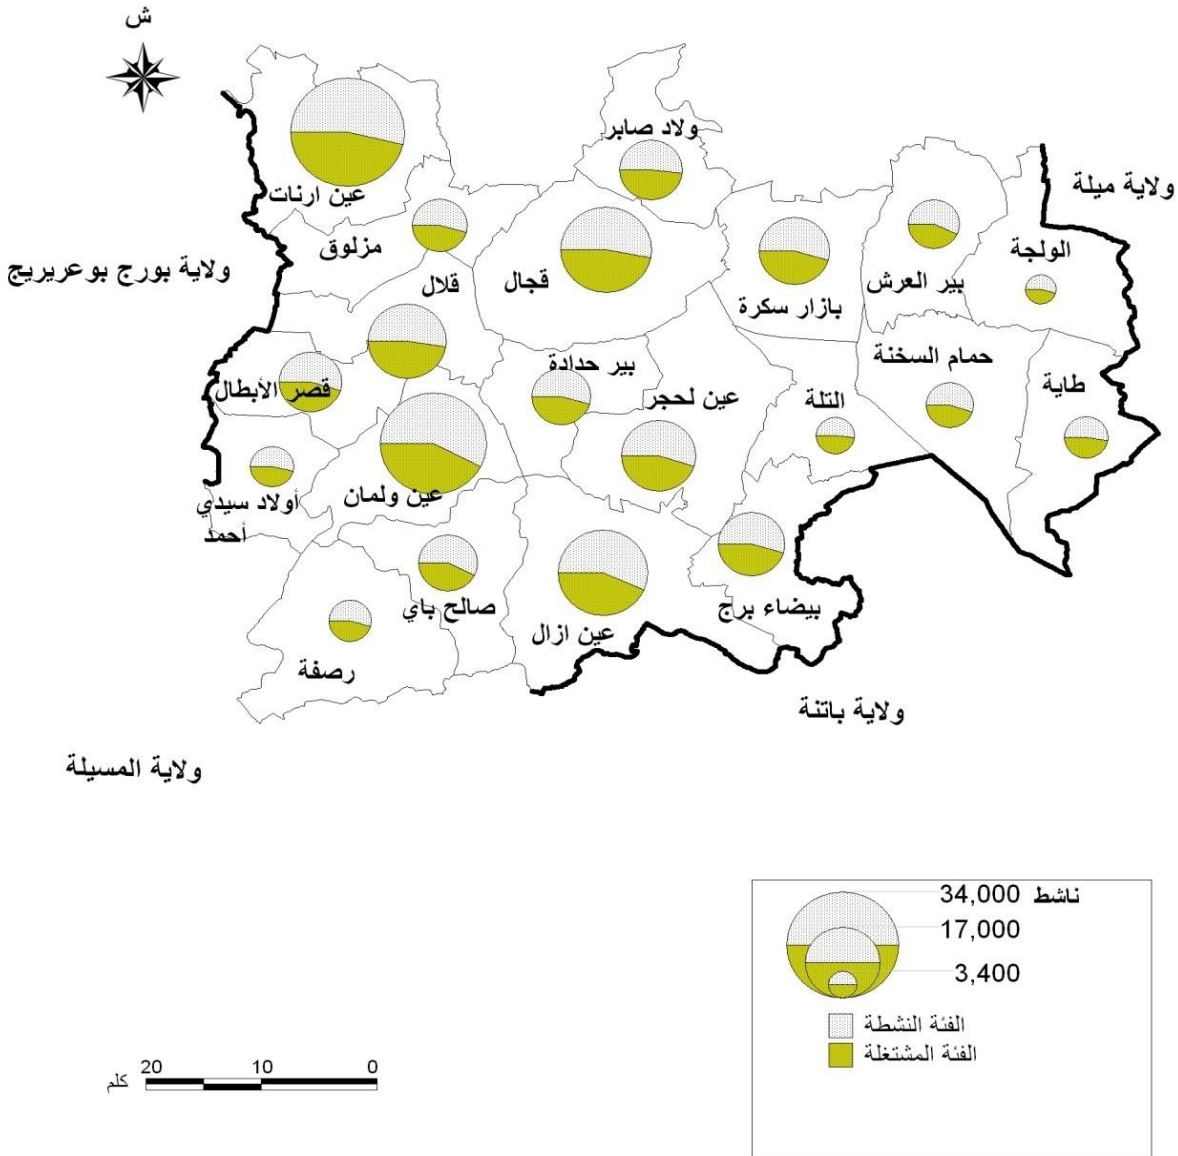 ش
ولاد صابر
ولاية ميلة
عين ارنات
مزلوق
الولجة
ولاية بورج بوعريريج
قلال
قجال
بازار سكرة
بير العرش
بير حدادة
حمام السخنة
قصر الأبطال
عين لحجر
التلة
طاية
عين ولمان
أولاد سيدي
أحمد
صالح باي
عين ازال
بيضاء برج
رصفة
ولاية باتنة
ولاية المسيلة
34,000 ناشط
17,000
3,400
الفئة النشطة
الفئة المشتغلة
20 10 0
كلم